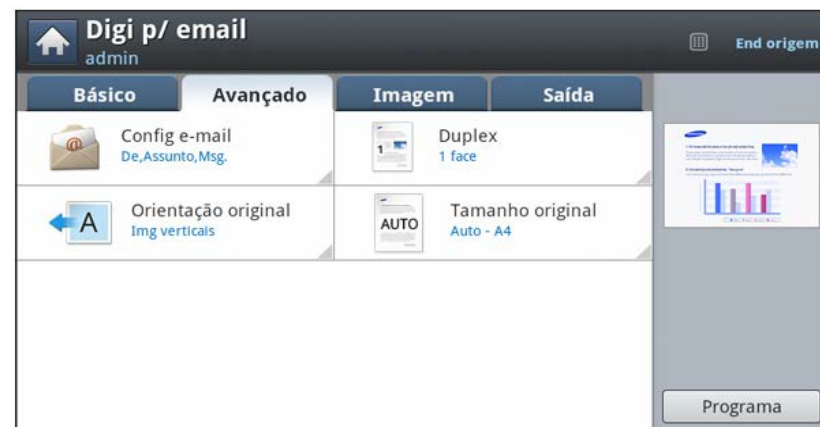 Digi p/ email
admin
End origem
Básico
Avançado
Imagem
Saída
Config e-mail
De,Assunto,Msg.
Duplex
1 face
Orientação original
Img verticais
Tamanho original
Auto - A4
A
1
AUTO
Programa